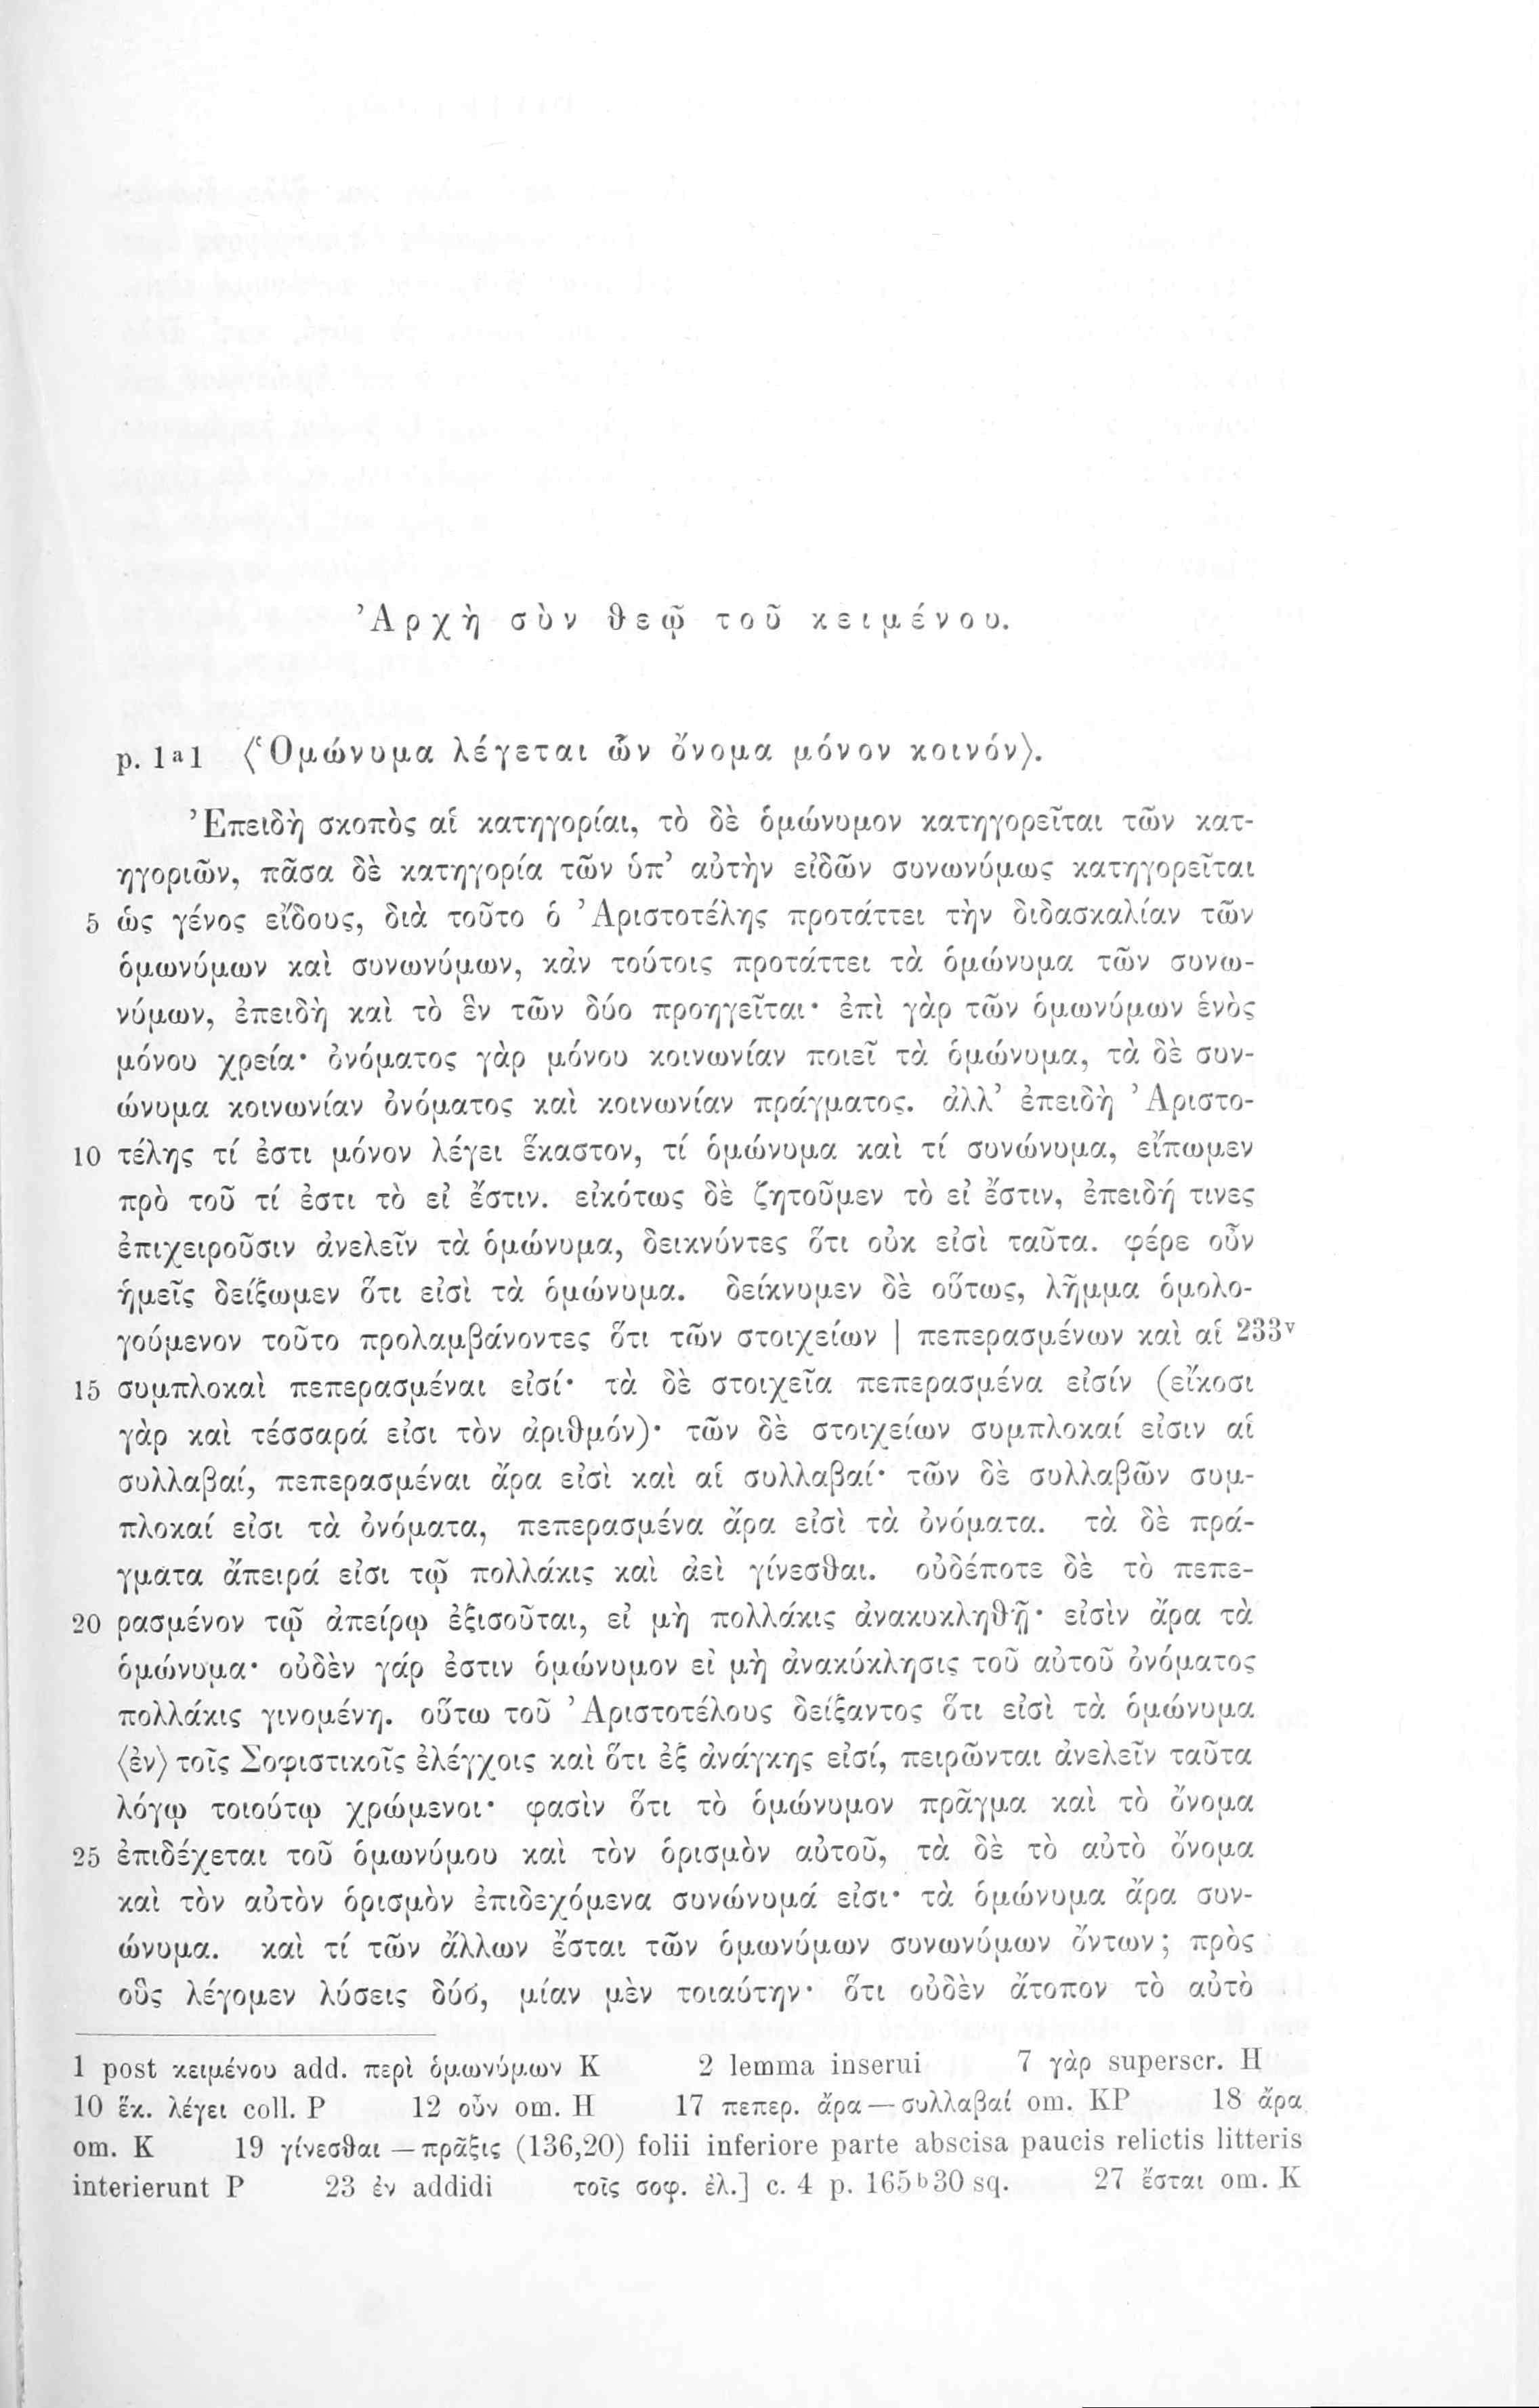 Ἀρχὴ σὺν θεῷ τοῦ κειμένου.
p. 1a1 ⟨Ὁμώνυμα λέγεται ὧν ὄνομα μόνον κοινόν⟩.
Ἐπειδὴ σκοπὸς αἱ κατηγορίαι, τὸ δὲ ὁμώνυμον κατηγορεῖται τῶν κατ-
ηγοριῶν, πᾶσα δὲ κατηγορία τῶν ὑπ’ αὐτὴν εἰδῶν συνωνύμως κατηγορεῖται
5 ὡς γένος εἴδους, διὰ τοῦτο ὁ Ἀριστοτέλης προτάττει τὴν διδασκαλίαν τῶν
ὁμωνύμων καὶ συνωνύμων, κἀν τούτοις προτάττει τὰ ὁμώνυμα τῶν συνω-
νύμων, ἐπειδὴ καὶ τὸ ἓν τῶν δύο προηγεῖται· ἐπὶ γὰρ τῶν ὁμωνύμων ἑνὸς
μόνου χρεία· ὀνόματος γὰρ μόνου κοινωνίαν ποιεῖ τὰ ὁμώνυμα, τὰ δὲ συν-
ώνυμα κοινωνίαν ὀνόματος καὶ κοινωνίαν πράγματος. ἀλλ’ ἐπειδὴ Ἀριστο-
10 τέλης τί ἐστι μόνον λέγει ἕκαστον, τί ὁμώνυμα καὶ τί συνώνυμα, εἴπωμεν
πρὸ τοῦ τί ἐστι τὸ εἰ ἔστιν. εἰκότως δὲ ζητοῦμεν τὸ εἰ ἔστιν, ἐπειδή τινες
ἐπιχειροῦσιν ἀνελεῖν τὰ ὁμώνυμα, δεικνύντες ὅτι οὐκ εἰσὶ ταῦτα. φέρε οὖν
ἡμεῖς δείξωμεν ὅτι εἰσὶ τὰ ὁμώνυμα. δείκνυμεν δὲ οὕτως, λῆμμα ὁμολο-
γούμενον τοῦτο προλαμβάνοντες ὅτι τῶν στοιχείων | πεπερασμένων καὶ αἱ 233v
15 συμπλοκαὶ πεπερασμέναι εἰσί· τὰ δὲ στοιχεῖα πεπερασμένα εἰσίν (εἴκοσι
γὰρ καὶ τέσσαρά εἰσι τὸν ἀριθμόν)· τῶν δὲ στοιχείων συμπλοκαί εἰσιν αἱ
συλλαβαί, πεπερασμέναι ἄρα εἰσὶ καὶ αἱ συλλαβαί· τῶν δὲ συλλαβῶν συμ-
πλοκαί εἰσι τὰ ὀνόματα, πεπερασμένα ἄρα εἰσὶ τὰ ὀνόματα. τὰ δὲ πρά-
γματα ἄπειρά εἰσι τῷ πολλάκις καὶ ἀεὶ γίνεσθαι. οὐδέποτε δὲ τὸ πεπε-
20 ρασμένον τῷ ἀπείρῳ ἐξισοῦται, εἰ μὴ πολλάκις ἀνακυκληθῇ· εἰσὶν ἄρα τὰ
ὁμώνυμα· οὐδὲν γάρ ἐστιν ὁμώνυμον εἰ μὴ ἀνακύκλησις τοῦ αὐτοῦ ὀνόματος
πολλάκις γινομένη. οὕτω τοῦ Ἀριστοτέλους δείξαντος ὅτι εἰσὶ τὰ ὁμώνυμα
⟨ἐν⟩ τοῖς Σοφιστικοῖς ἐλέγχοις καὶ ὅτι ἐξ ἀνάγκης εἰσί, πειρῶνται ἀνελεῖν ταῦτα
λόγῳ τοιούτῳ χρώμενοι· φασὶν ὅτι τὸ ὁμώνυμον πρᾶγμα καὶ τὸ ὄνομα
25 ἐπιδέχεται τοῦ ὁμωνύμου καὶ τὸν ὁρισμὸν αὐτοῦ, τὰ δὲ τὸ αὐτὸ ὄνομα
καὶ τὸν αὐτὸν ὁρισμὸν ἐπιδεχόμενα συνώνυμά εἰσι· τὰ ὁμώνυμα ἄρα συν-
ώνυμα. καὶ τί τῶν ἄλλων ἔσται τῶν ὁμωνύμων συνωνύμων ὄντων; πρὸς
οὓς λέγομεν λύσεις δύο, μίαν μὲν τοιαύτην· ὅτι οὐδὲν ἄτοπον τὸ αὐτὸ
1 post κειμένου add. περὶ ὁμωνύμων K 2 lemma inserui 7 γὰρ superscr. H
10 ἕκ. λέγει coll. P 12 οὖν om. H 17 πεπερ. ἄρα — συλλαβαί om. KP 18 ἄρα
om. K 19 γίνεσθαι — πρᾶξις (136,20) folii inferiore parte abscisa paucis relictis litteris
interierunt P 23 ἐν addidi τοῖς σοφ. ἐλ.] c. 4 p. 165b30 sq. 27 ἔσται om. K